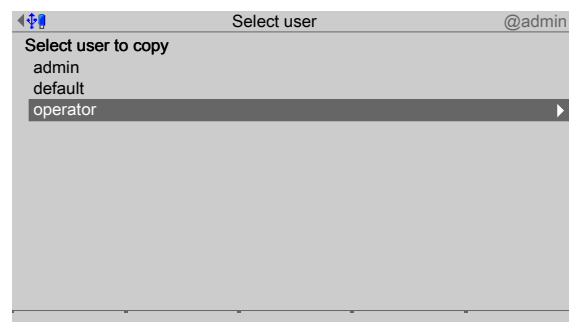 Select user
@admin
Select user to copy
admin
default
operator